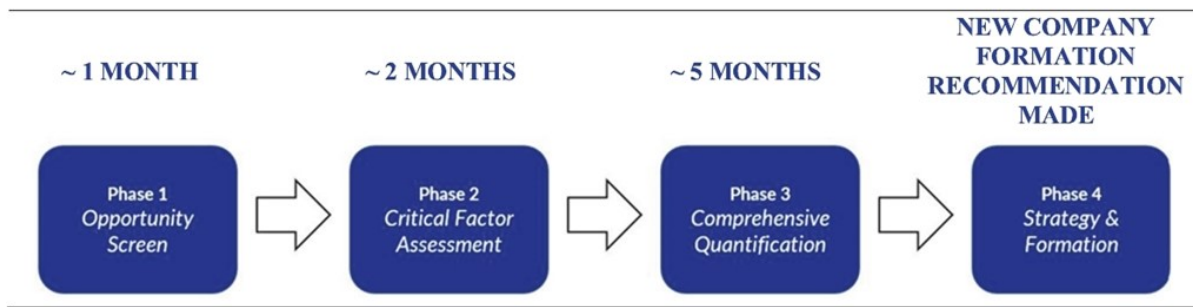 ~ 1 MONTH
~ 2 MONTHS
~ 5 MONTHS
NEW COMPANY
FORMATION
RECOMMENDATION
MADE
Phase 1
Opportunity
Screen
Phase 2
Critical Factor
Assessment
Phase 3
Comprehensive
Quantification
Phase 4
Strategy &
Formation